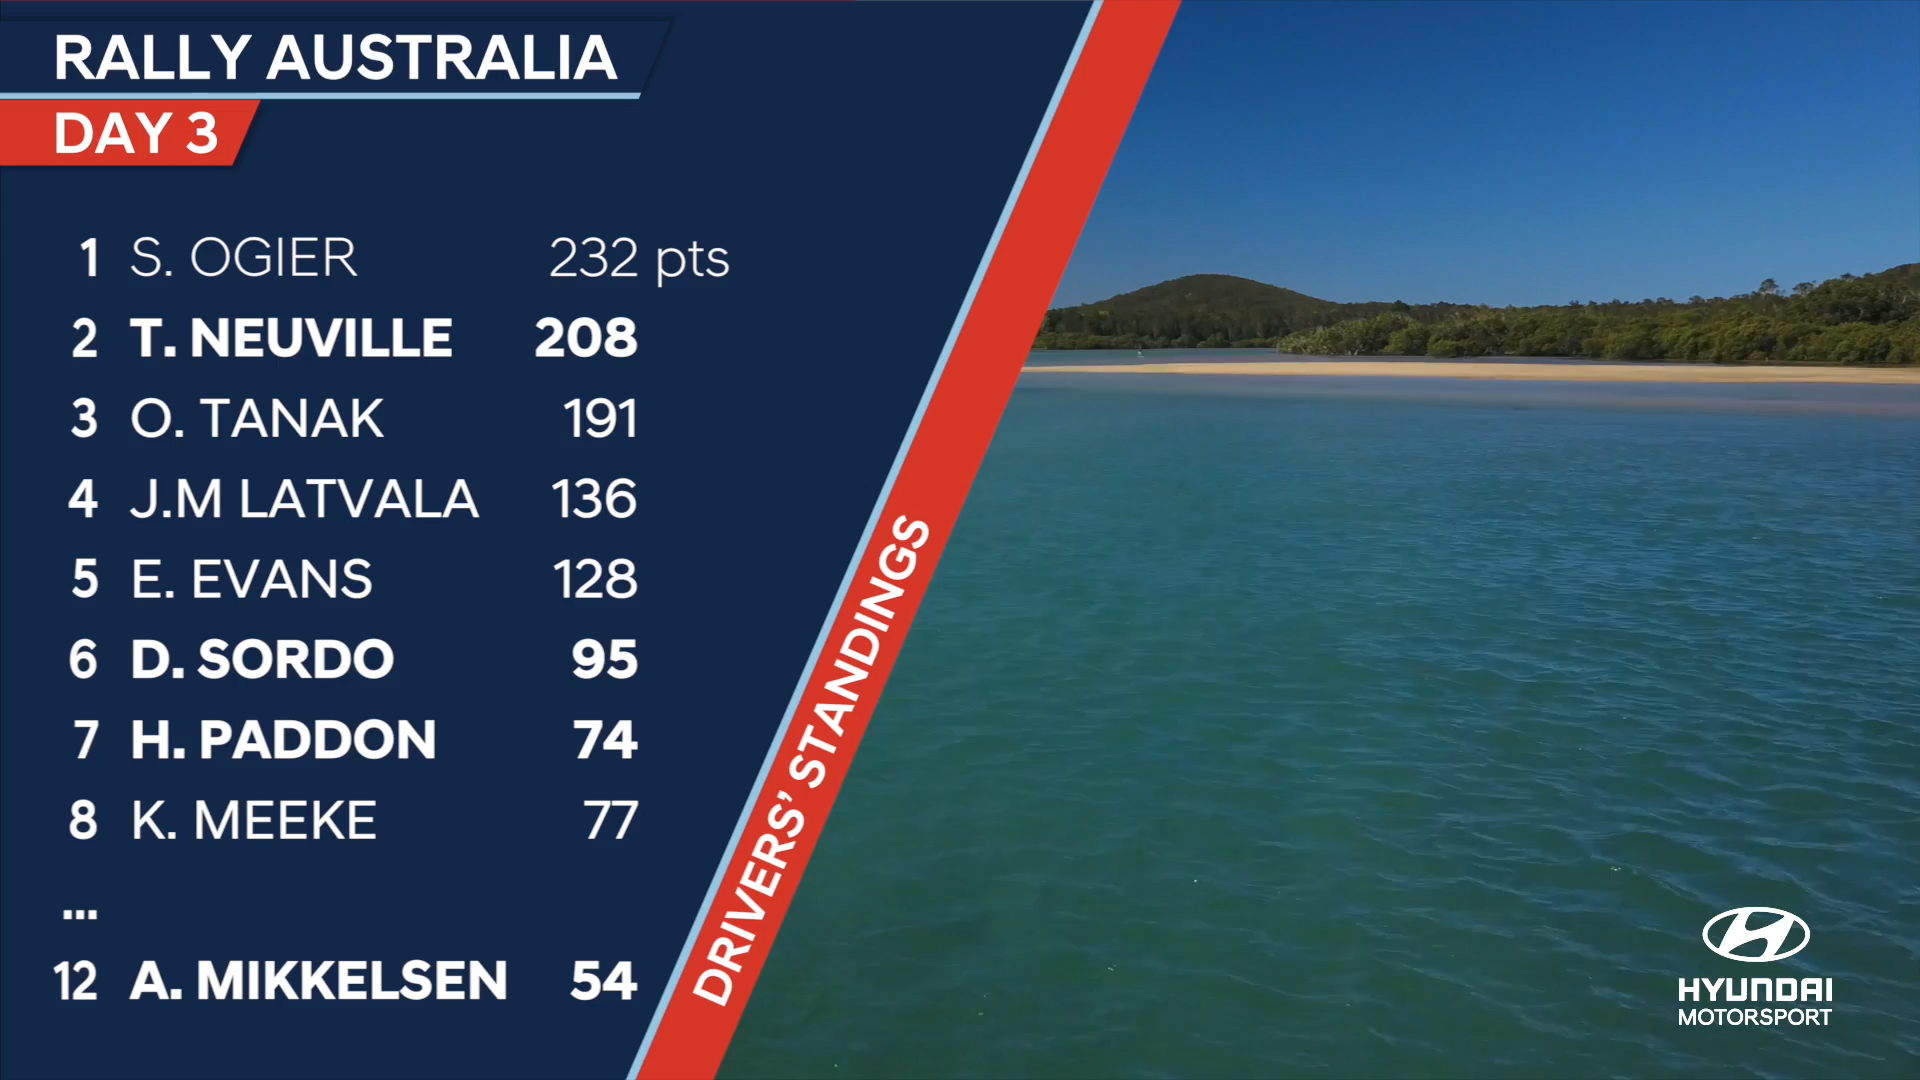 RALLY AUSTRALIA
DAY 3
1 S. OGIER 232 pts
2 T. NEUVILLE 208
3 O. TANAK 191
4 J.M LATVALA 136
5 E. EVANS 128
6 D. SORDO 95
7 H. PADDON 74
8 K. MEEKE 77
...
12 A. MIKKELSEN 54
DRIVERS' STANDINGS
HYUNDAI
MOTORSPORT